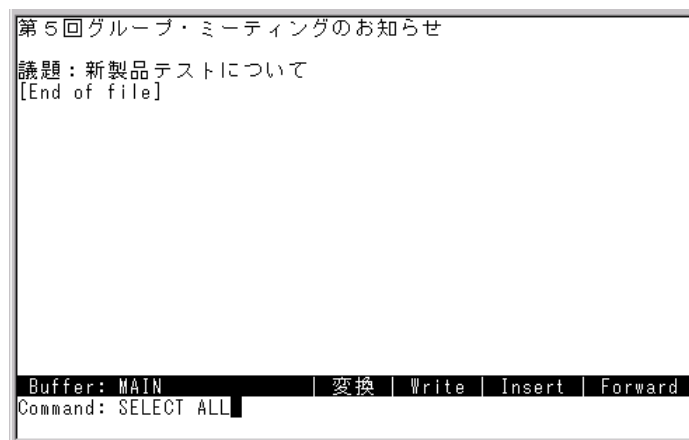 第５回グループ・ミーティングのお知らせ
議題：新製品テストについて
[End of file]
Buffer: MAIN | 変換 | Write | Insert | Forward
Command: SELECT ALL